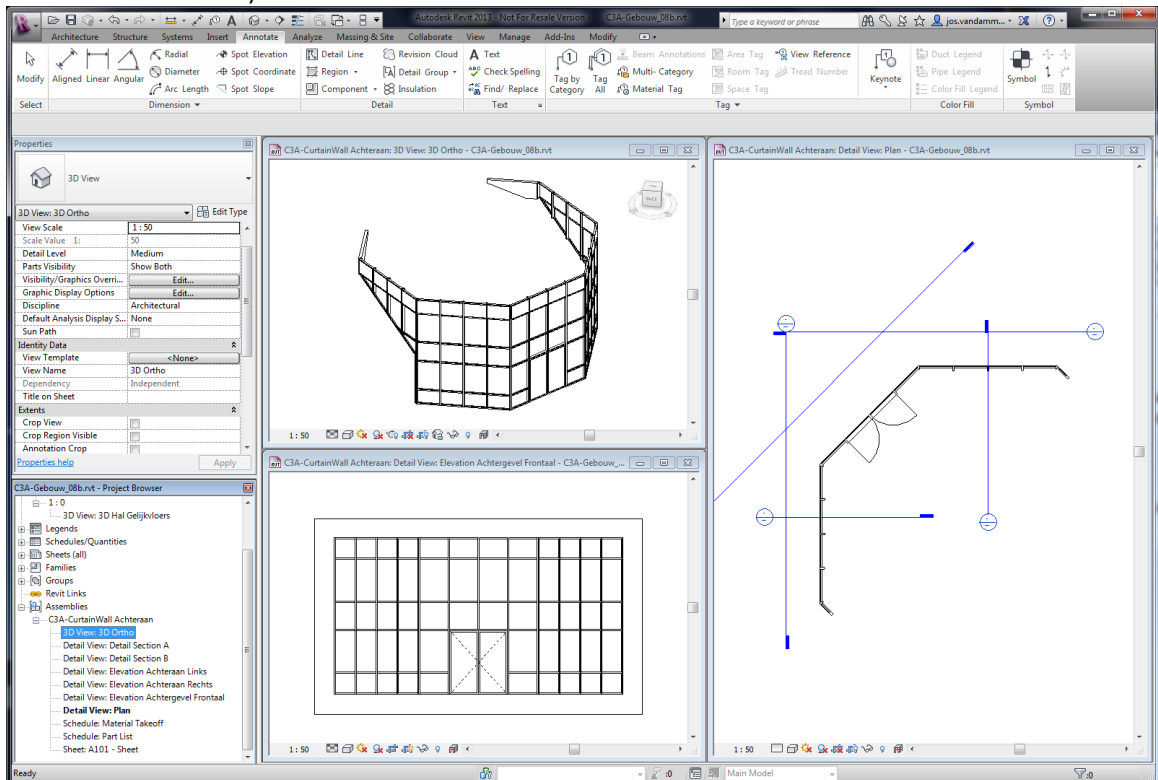 Autodesk Revit 2013 - Not For Resale Version - C3A-Gebouw_08b.rvt
Type a keyword or phrase
jos.vandamm...
Architecture Structure Systems Insert Annotate Analyze Massing & Site Collaborate View Manage Add-Ins Modify
Modify
Aligned Linear Angular
Radial
Diameter
Arc Length
Spot Elevation
Spot Coordinate
Spot Slope
Detail Line
Region
Component
Revision Cloud
Detail Group
Insulation
A Text
ABC Check Spelling
Find/ Replace
Tag by Category
Tag All
Beam Annotations
Multi- Category
Material Tag
Area Tag
Room Tag
Space Tag
View Reference
Tread Number
Keynote
Duct Legend
Pipe Legend
Color Fill Legend
Symbol
Select Dimension Detail Text Tag Color Fill Symbol
Properties
3D View
3D View: 3D Ortho Edit Type
View Scale 1 : 50
Scale Value 1: 50
Detail Level Medium
Parts Visibility Show Both
Visibility/Graphics Overri... Edit...
Graphic Display Options Edit...
Discipline Architectural
Default Analysis Display S... None
Sun Path
Identity Data
View Template <None>
View Name 3D Ortho
Dependency Independent
Title on Sheet
Extents
Crop View
Crop Region Visible
Annotation Crop
Properties help Apply
C3A-Gebouw_08b.rvt - Project Browser
1 : 0
3D View: 3D Hal Gelijkvloers
Legends
Schedules/Quantities
Sheets (all)
Families
Groups
Revit Links
Assemblies
C3A-CurtainWall Achteraan
3D View: 3D Ortho
Detail View: Detail Section A
Detail View: Detail Section B
Detail View: Elevation Achteraan Links
Detail View: Elevation Achteraan Rechts
Detail View: Elevation Achtergevel Frontaal
Detail View: Plan
Schedule: Material Takeoff
Schedule: Part List
Sheet: A101 - Sheet
C3A-CurtainWall Achteraan: 3D View: 3D Ortho - C3A-Gebouw_08b.rvt
1 : 50
C3A-CurtainWall Achteraan: Detail View: Elevation Achtergevel Frontaal - C3A-Gebouw_...
1 : 50
C3A-CurtainWall Achteraan: Detail View: Plan - C3A-Gebouw_08b.rvt
1 : 50
Ready
:0
Main Model
:0